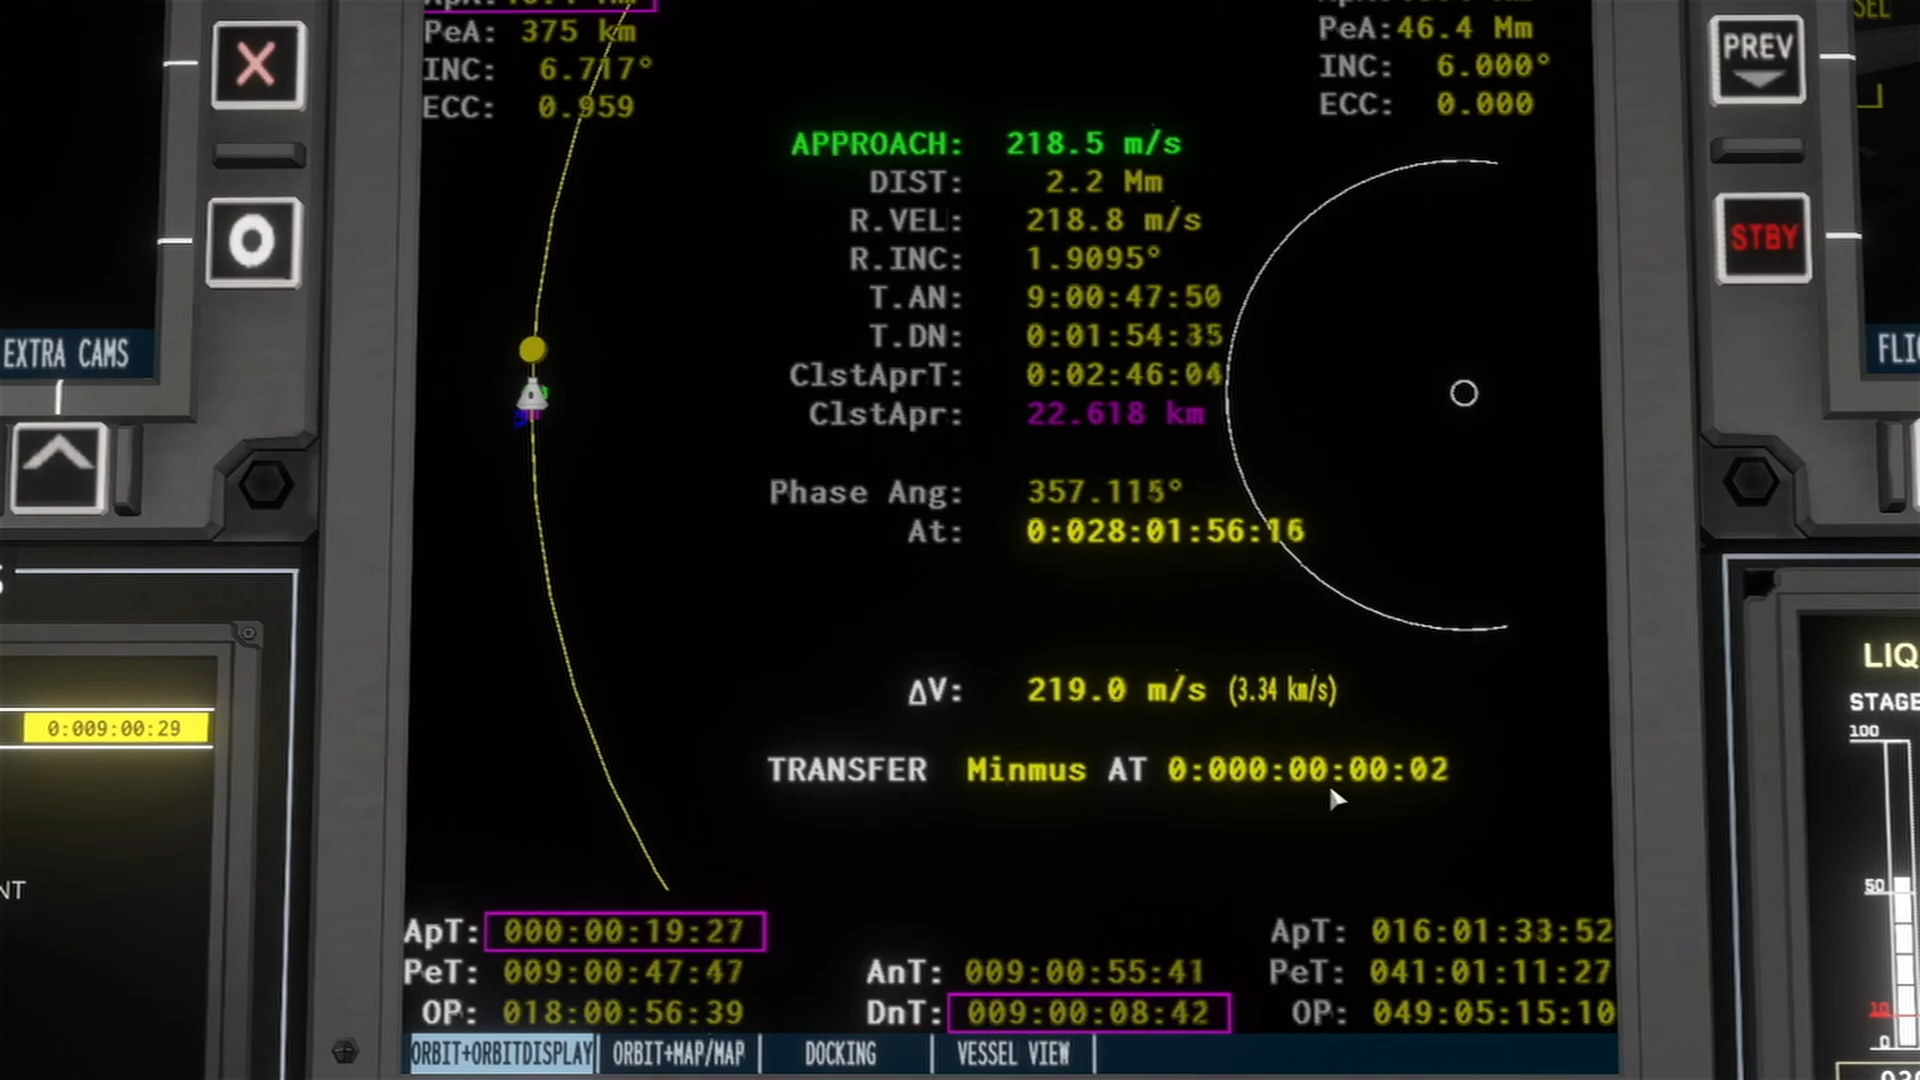 PeA: 375 km
INC: 6.717°
ECC: 0.959
PeA:46.4 Mm
INC: 6.000°
ECC: 0.000
SEL
X
PREV
O
STBY
EXTRA CAMS
FLI
APPROACH: 218.5 m/s
DIST: 2.2 Mm
R.VEL: 218.8 m/s
R.INC: 1.9095°
T.AN: 9:00:47:50
T.DN: 0:01:54:35
ClstAprT: 0:02:46:04
ClstApr: 22.618 km
Phase Ang: 357.115°
At: 0:028:01:56:16
ΔV: 219.0 m/s (3.34 km/s)
TRANSFER Minmus AT 0:000:00:00:02
0:009:00:29
NT
LIQ
STAGE
100
50
10
0
ApT: 000:00:19:27
PeT: 009:00:47:47
OP: 018:00:56:39
AnT: 009:00:55:41
DnT: 009:00:08:42
ApT: 016:01:33:52
PeT: 041:01:11:27
OP: 049:05:15:10
ORBIT+ORBITDISPLAY
ORBIT+MAP/MAP
DOCKING
VESSEL VIEW